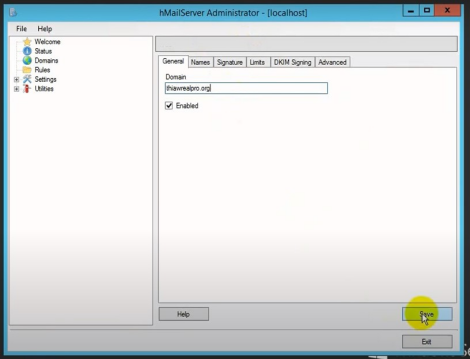 hMailServer Administrator - [localhost]
File Help
Welcome
Status
Domains
Rules
Settings
Utilities
General Names Signature Limits DKIM Signing Advanced
Domain
thiawrealpro.org
Enabled
Help Save
Exit